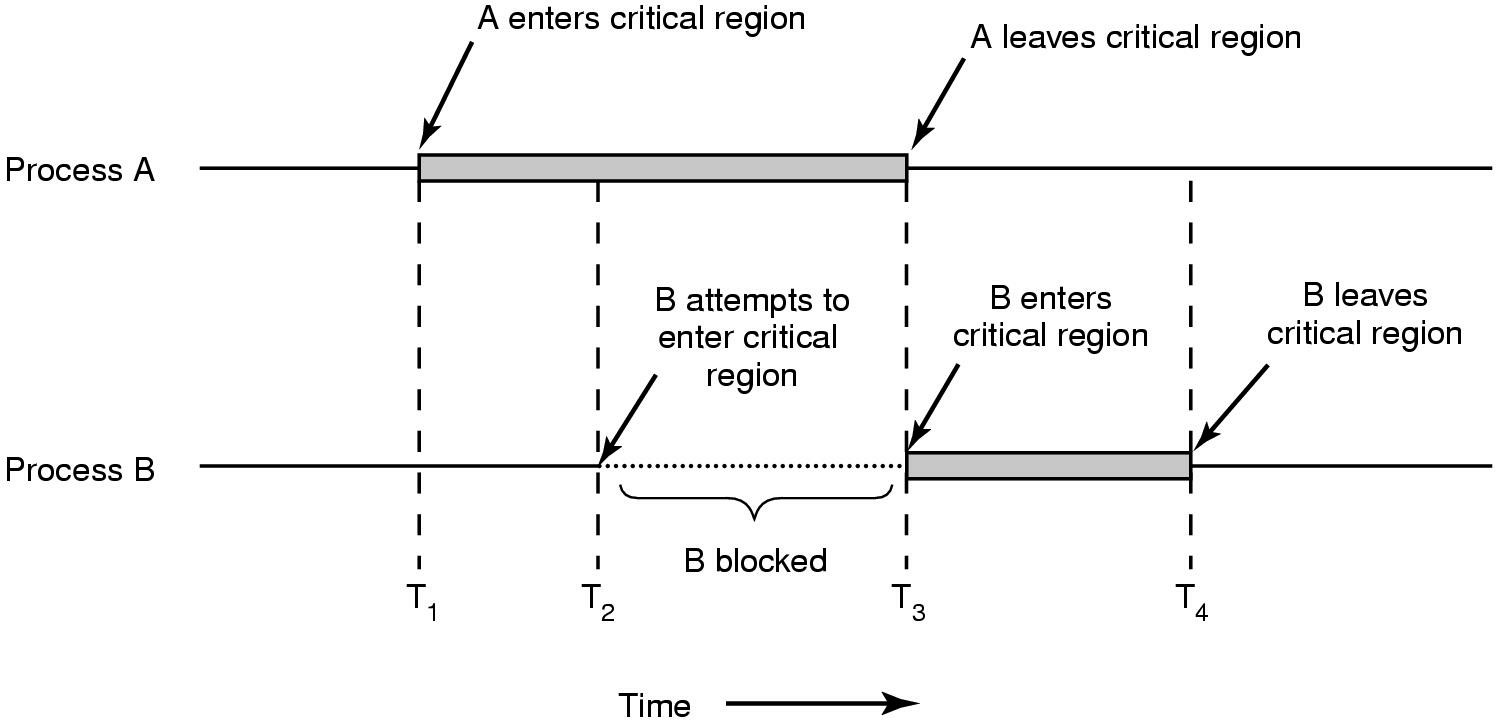 A enters critical region
A leaves critical region
Process A
B attempts to
enter critical
region
B enters
critical region
B leaves
critical region
Process B
B blocked
T1
T2
T3
T4
Time